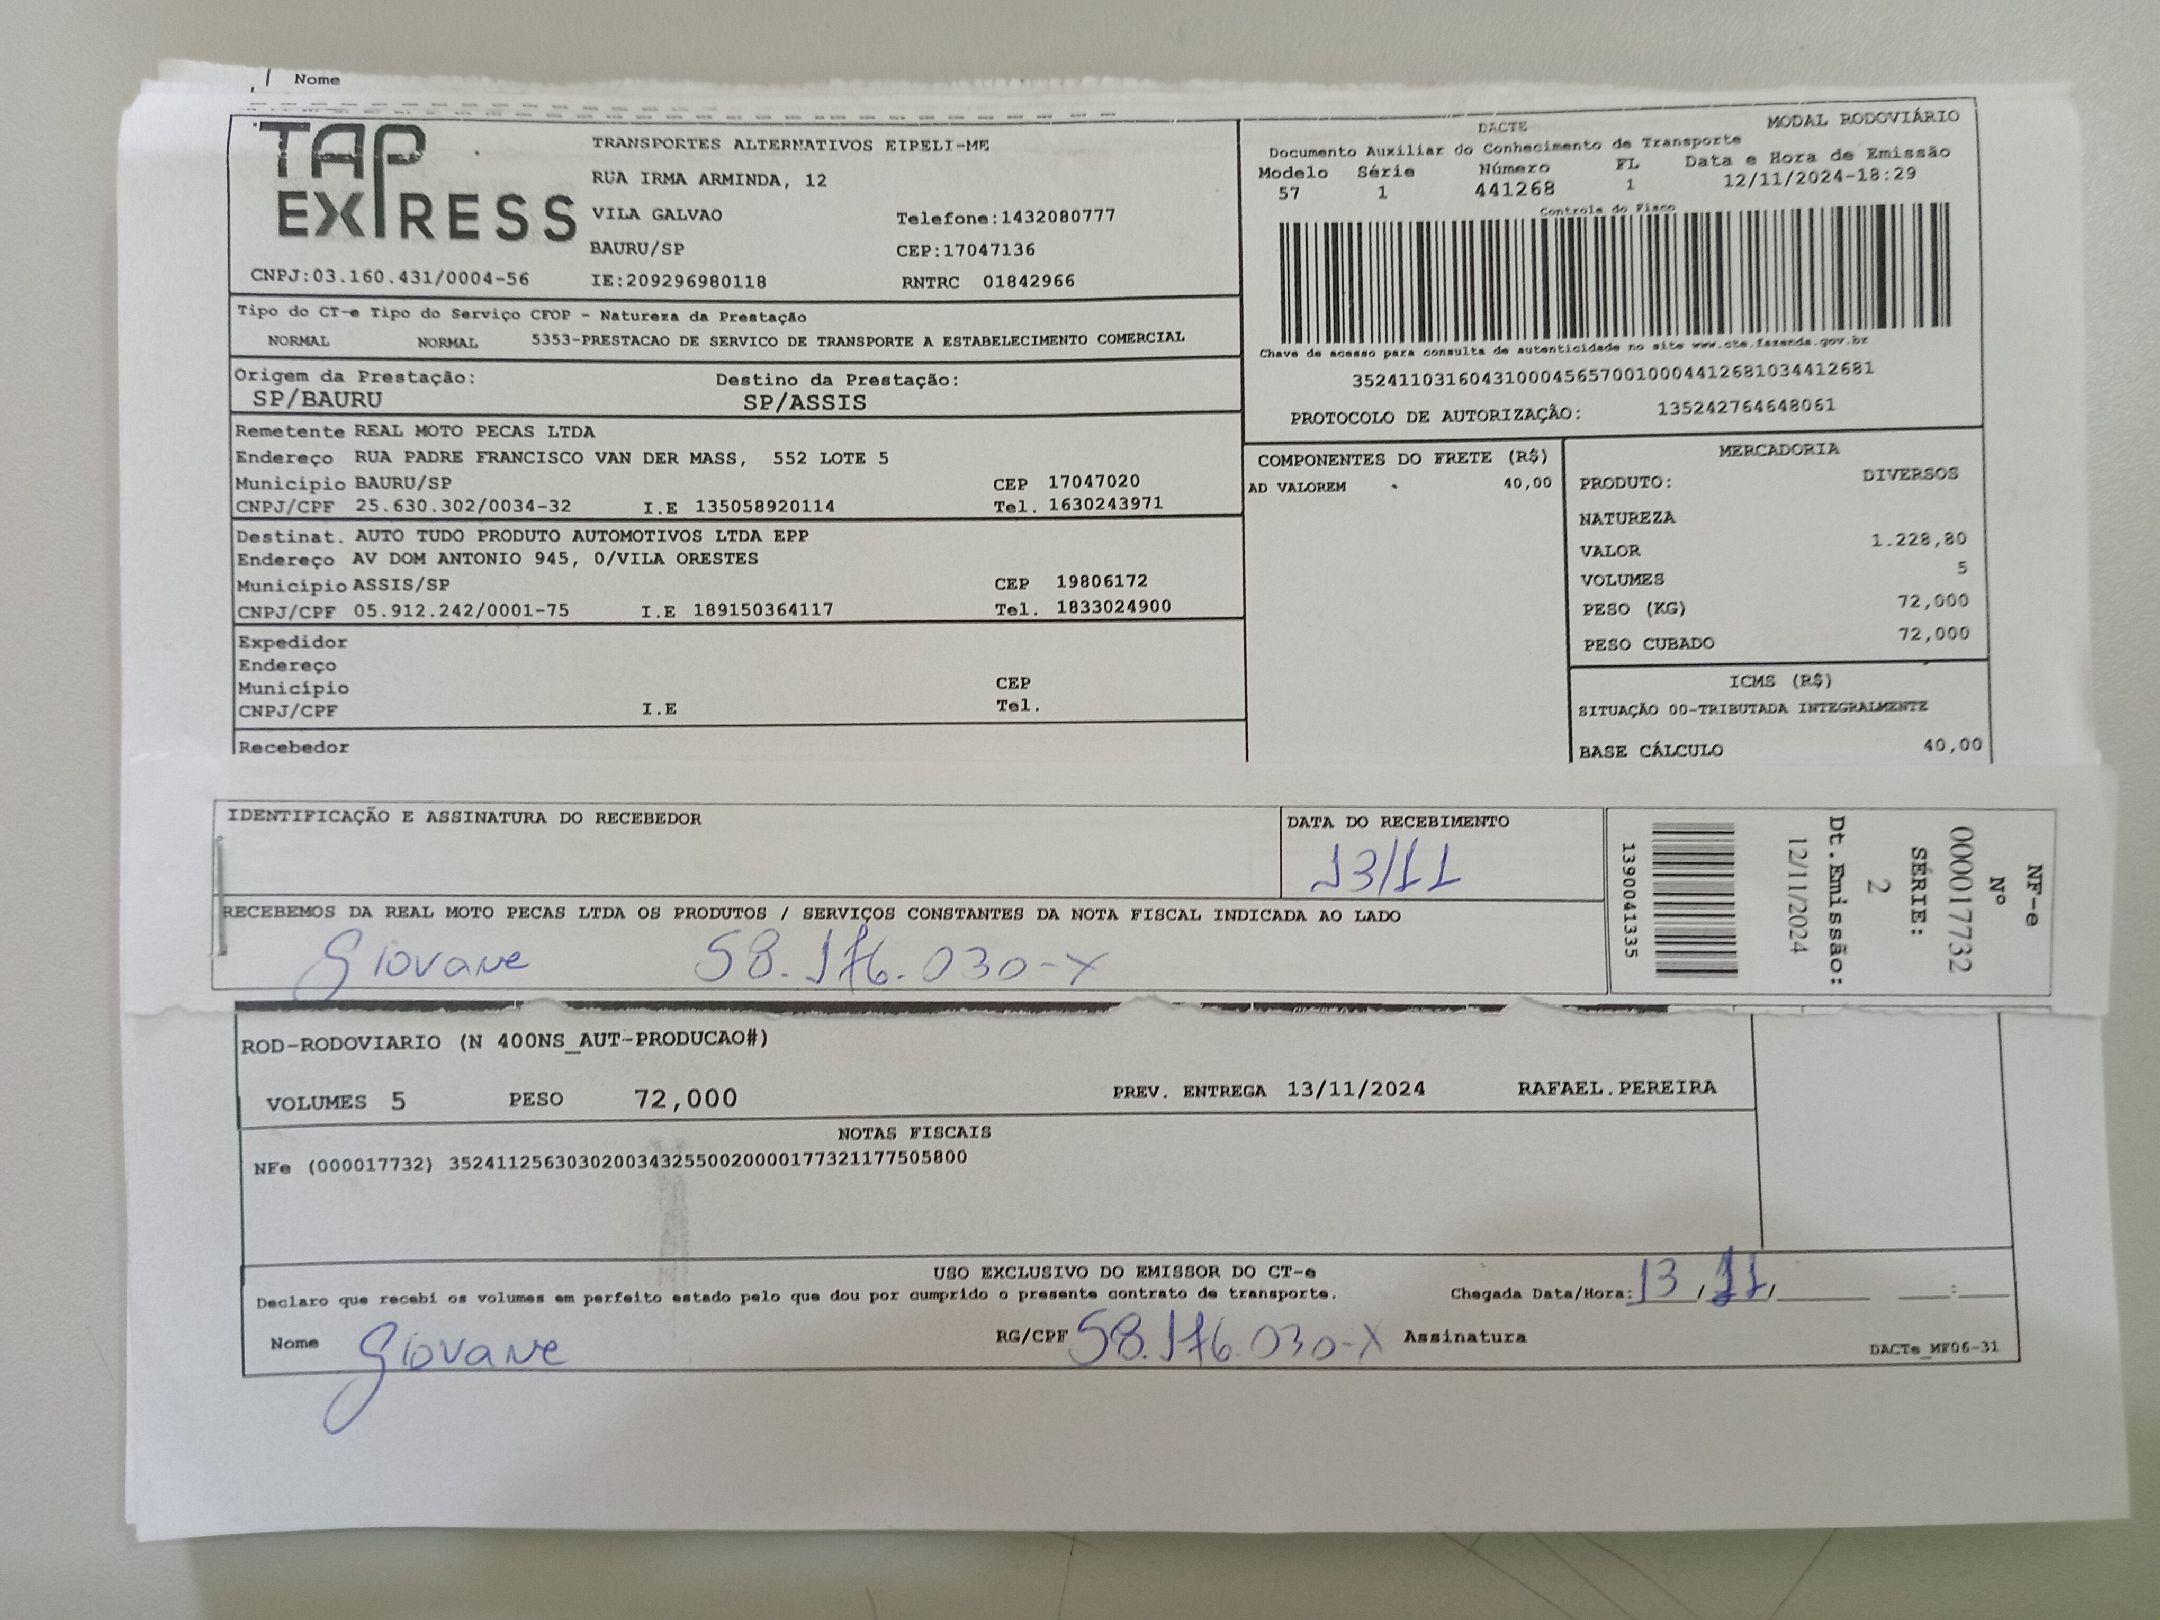 Nome
TAP EXPRESS
TRANSPORTES ALTERNATIVOS EIPELI-ME
RUA IRMA ARMINDA, 12
VILA GALVAO Telefone:1432080777
BAURU/SP CEP:17047136
CNPJ:03.160.431/0004-56 IE:209296980118 RNTRC 01842966
DACTE MODAL RODOVIÁRIO
Documento Auxiliar do Conhecimento de Transporte
Modelo Série Número FL Data e Hora de Emissão
57 1 441268 1 12/11/2024-18:29
Controle do Fisco
Chave de acesso para consulta de autenticidade no site www.cte.fazenda.gov.br
35241103160431000456570010004412681034412681
PROTOCOLO DE AUTORIZAÇÃO: 135242764648061
Tipo do CT-e Tipo do Serviço CFOP - Natureza da Prestação
NORMAL NORMAL 5353-PRESTACAO DE SERVICO DE TRANSPORTE A ESTABELECIMENTO COMERCIAL
Origem da Prestação: Destino da Prestação:
SP/BAURU SP/ASSIS
Remetente REAL MOTO PECAS LTDA
Endereço RUA PADRE FRANCISCO VAN DER MASS, 552 LOTE 5
Município BAURU/SP CEP 17047020
CNPJ/CPF 25.630.302/0034-32 I.E 135058920114 Tel. 1630243971
Destinat. AUTO TUDO PRODUTO AUTOMOTIVOS LTDA EPP
Endereço AV DOM ANTONIO 945, 0/VILA ORESTES
Município ASSIS/SP CEP 19806172
CNPJ/CPF 05.912.242/0001-75 I.E 189150364117 Tel. 1833024900
Expedidor
Endereço
Município CEP
CNPJ/CPF I.E Tel.
Recebedor
COMPONENTES DO FRETE (R$)
AD VALOREM 40,00
MERCADORIA
PRODUTO: DIVERSOS
NATUREZA
VALOR 1.228,80
VOLUMES 5
PESO (KG) 72,000
PESO CUBADO 72,000
ICMS (R$)
SITUAÇÃO 00-TRIBUTADA INTEGRALMENTE
BASE CÁLCULO 40,00
IDENTIFICAÇÃO E ASSINATURA DO RECEBEDOR DATA DO RECEBIMENTO
13/11
RECEBEMOS DA REAL MOTO PECAS LTDA OS PRODUTOS / SERVIÇOS CONSTANTES DA NOTA FISCAL INDICADA AO LADO
Giovane 58.176.030-X
NF-e
Nº
000017732
SÉRIE:
2
Dt.Emissão:
12/11/2024
1390041335
ROD-RODOVIARIO (N 400NS_AUT-PRODUCAO#)
VOLUMES 5 PESO 72,000 PREV. ENTREGA 13/11/2024 RAFAEL.PEREIRA
NOTAS FISCAIS
NFe (000017732) 35241125630302003432550020000177321177505800
USO EXCLUSIVO DO EMISSOR DO CT-e
Declaro que recebi os volumes em perfeito estado pelo que dou por cumprido o presente contrato de transporte. Chegada Data/Hora: 13/11/ :
Nome Giovane RG/CPF 58.176.030-X Assinatura
DACTe_MF06-31